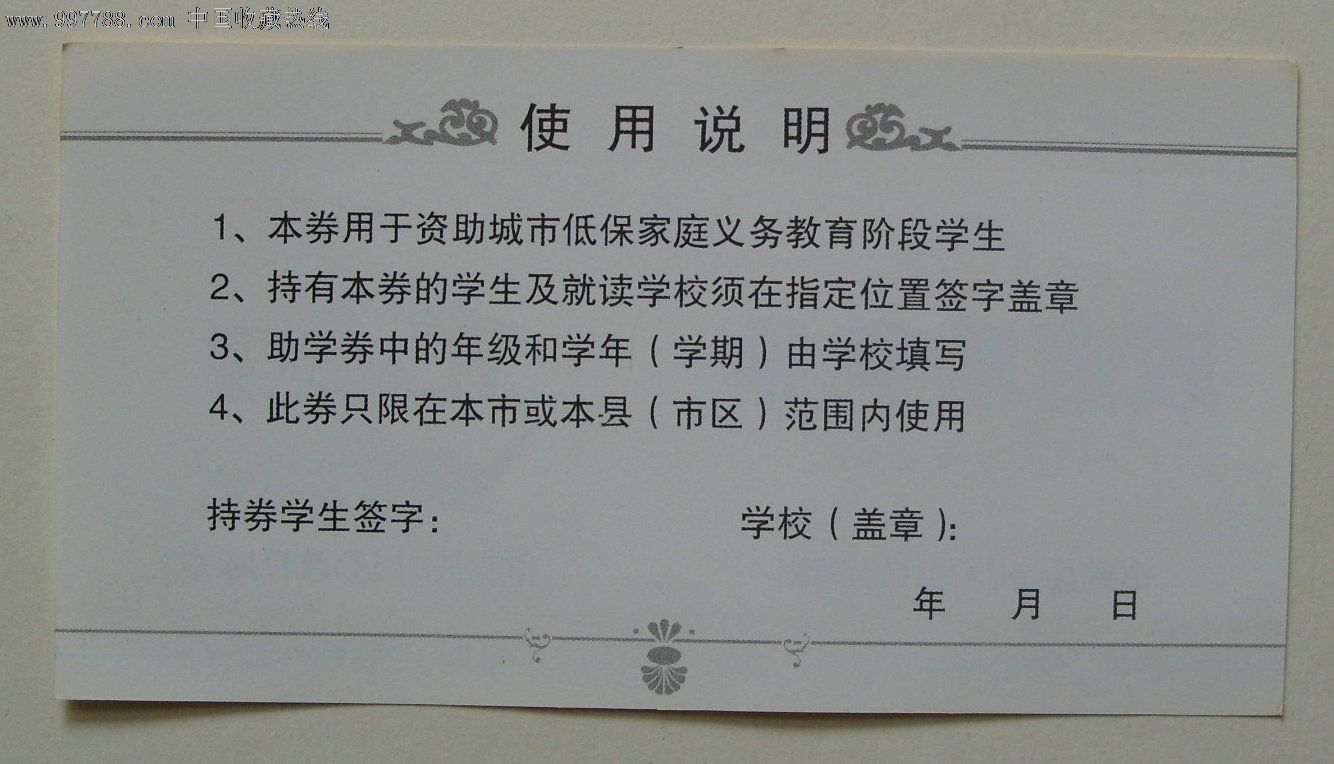 www.997788.com 中国收藏热线
使用说明
1、本券用于资助城市低保家庭义务教育阶段学生
2、持有本券的学生及就读学校须在指定位置签字盖章
3、助学券中的年级和学年(学期)由学校填写
4、此券只限在本市或本县(市区)范围内使用
持券学生签字: 学校(盖章):
年 月 日